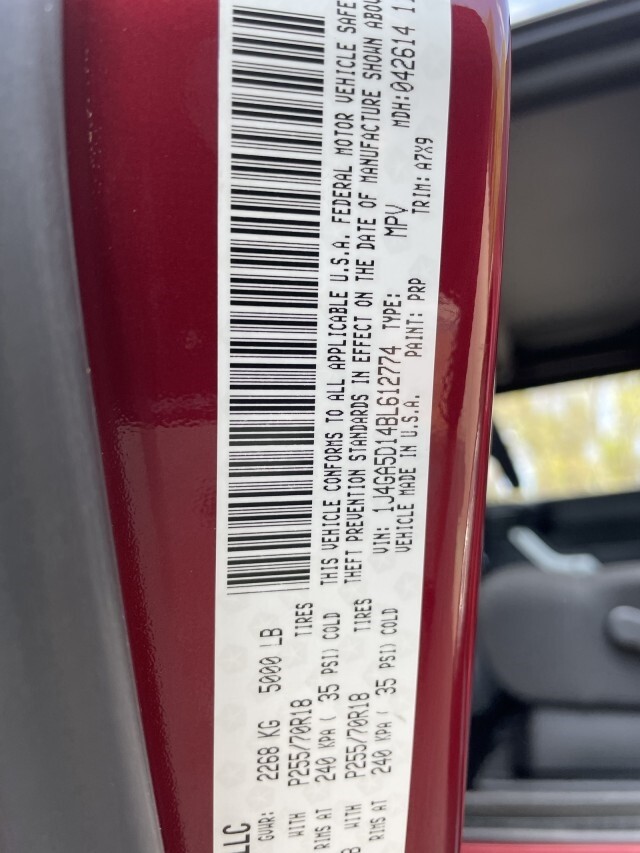 LLC
GVWR: 2268 KG 5000 LB
WITH P255/70R18 TIRES
RIMS AT 240 KPA ( 35 PSI) COLD
WITH P255/70R18 TIRES
RIMS AT 240 KPA ( 35 PSI) COLD
THIS VEHICLE CONFORMS TO ALL APPLICABLE U.S.A. FEDERAL MOTOR VEHICLE SAFE
THEFT PREVENTION STANDARDS IN EFFECT ON THE DATE OF MANUFACTURE SHOWN ABOV
VIN: 1J4GA5D14BL612774 TYPE: MPV MDH: 042614 1
VEHICLE MADE IN U.S.A. PAINT: PRP TRIM: A7X9